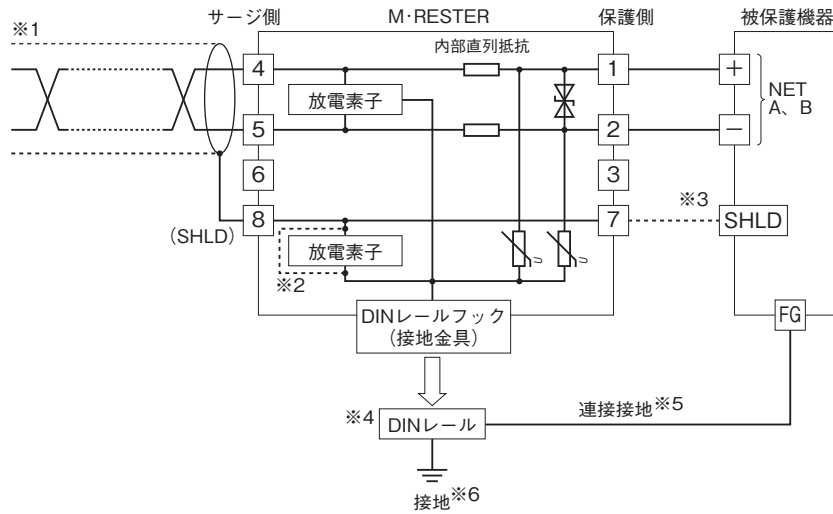 サージ側
M・RESTER
保護側
被保護機器
※1
内部直列抵抗
4
1
+
放電素子
NET
A、B
5
2
−
6
3
※3
8
7
SHLD
(SHLD)
放電素子
※2
DINレールフック
(接地金具)
FG
連接接地※5
※4
DINレール
接地※6